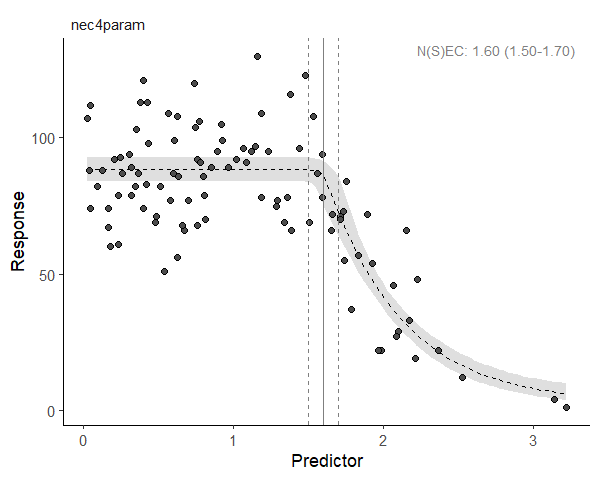 nec4param
N(S)EC: 1.60 (1.50-1.70)
100
50
0
Response
0 1 2 3
Predictor